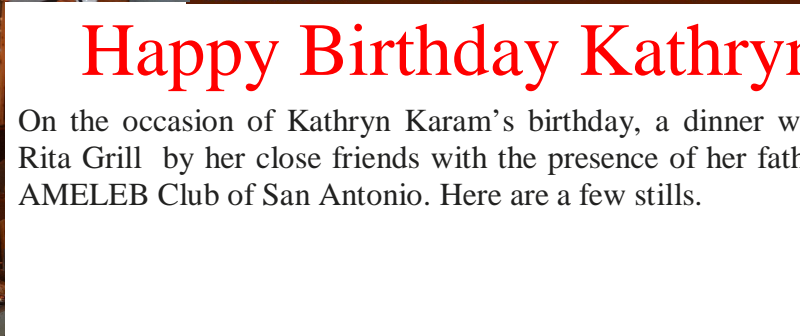 Happy Birthday Kathryn
On the occasion of Kathryn Karam’s birthday, a dinner
Rita Grill by her close friends with the presence of her
AMELEB Club of San Antonio. Here are a few stills.